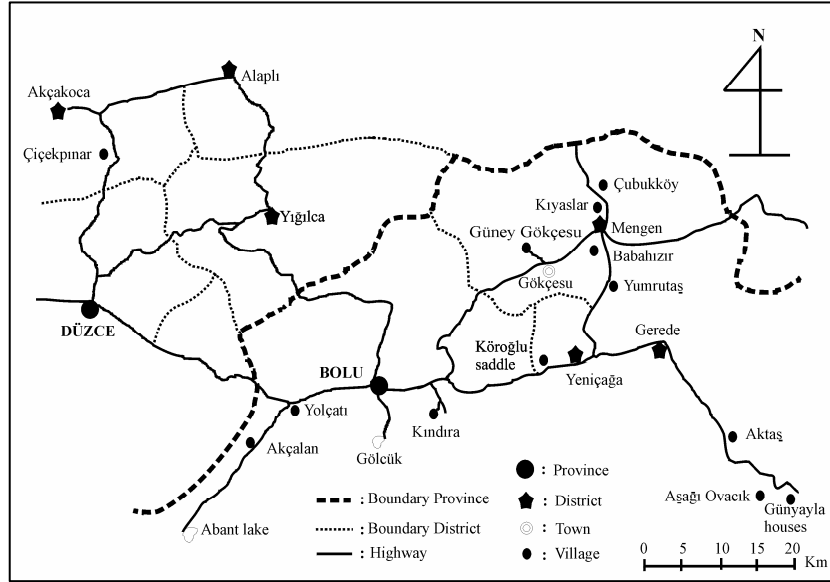 N
Alaplı
Akçakoca
Çiçekpınar
Çubukköy
Kıyaslar
Yığılca
Mengen
Güney Gökçesu
Babahızır
Gökçesu
Yumrutaş
DÜZCE
Gerede
Köroğlu
saddle
BOLU
Yeniçağa
Yolçatı
Kındıra
Aktaş
Akçalan
Gölcük
: Province
: Boundary Province
: District
Aşağı Ovacık
Günyayla
houses
Abant lake
: Boundary District
: Town
: Highway
: Village
0 5 10 15 20
Km